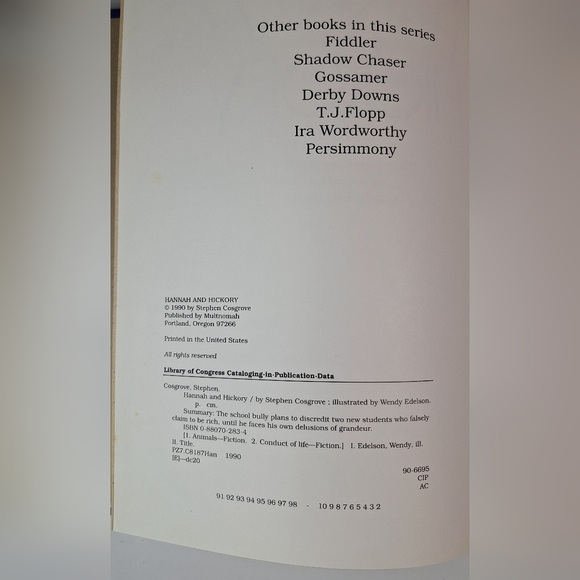 Other books in this series
Fiddler
Shadow Chaser
Gossamer
Derby Downs
T.J.Flopp
Ira Wordworthy
Persimmony
HANNAH AND HICKORY
© 1990 by Stephen Cosgrove
Published by Multnomah
Portland, Oregon 97266
Printed in the United States
All rights reserved
Library of Congress Cataloging-in-Publication-Data
Cosgrove, Stephen.
Hannah and Hickory / by Stephen Cosgrove ; illustrated by Wendy Edelson.
p. cm.
Summary: The school bully plans to discredit two new students who falsely
claim to be rich, until he faces his own delusions of grandeur.
ISBN 0-88070-283-4
[1. Animals—Fiction. 2. Conduct of life—Fiction.] I. Edelson, Wendy, ill.
II. Title.
PZ7.C8187Han 1990
[E]—dc20
90-6695
CIP
AC
91 92 93 94 95 96 97 98 - 10 9 8 7 6 5 4 3 2